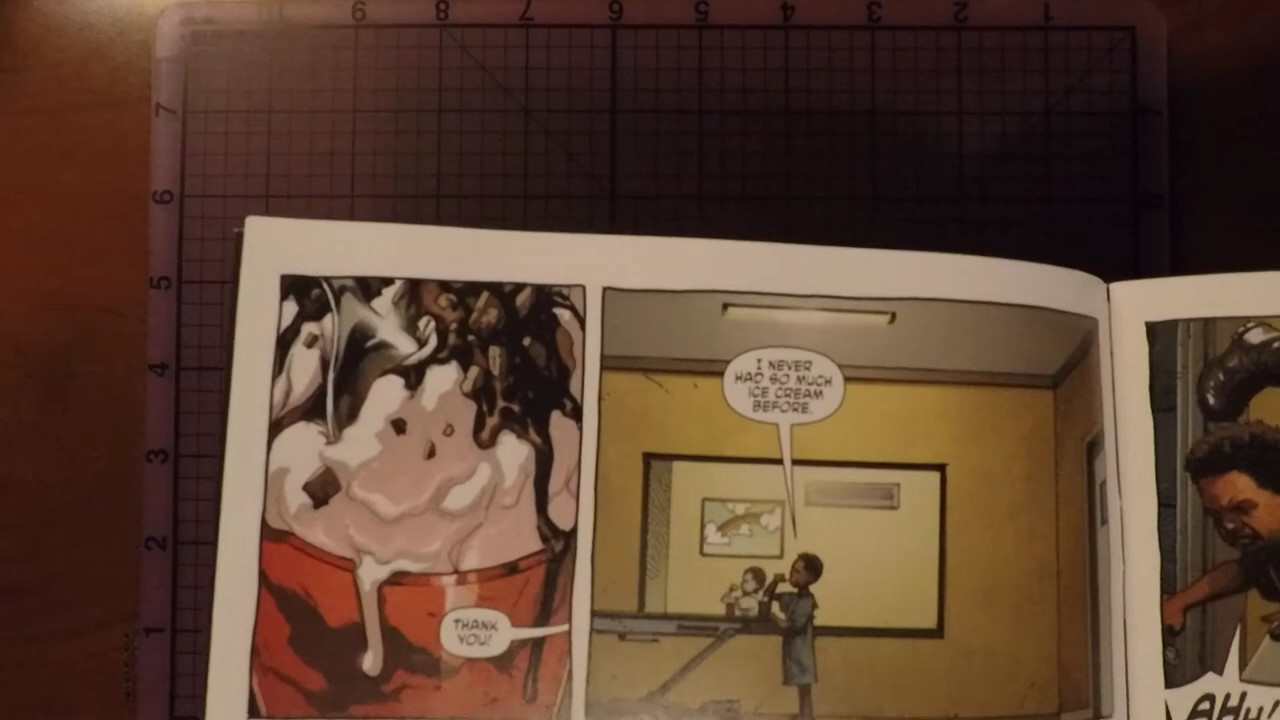 10 9 8 7 6 5 4 3 2 1
7
6
5
4
3
2
1
THANK
YOU!
I NEVER
HAD SO MUCH
ICE CREAM
BEFORE.